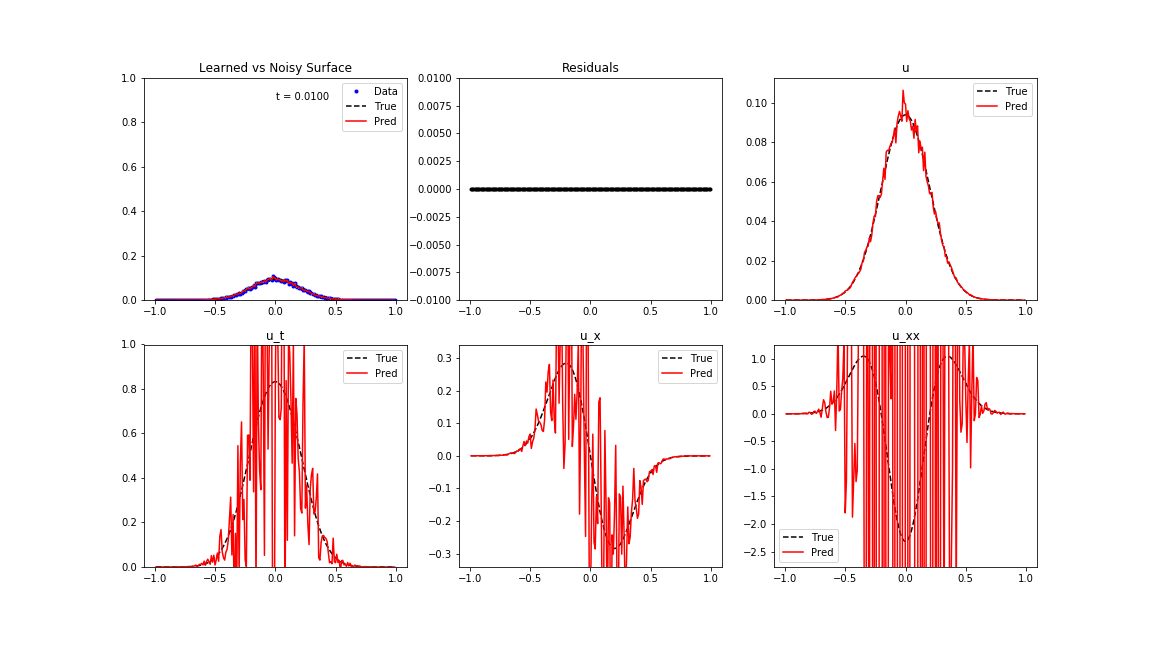 Learned vs Noisy Surface
t = 0.0100
Data
True
Pred
1.0
0.8
0.6
0.4
0.2
0.0
−1.0 −0.5 0.0 0.5 1.0
Residuals
0.0100
0.0075
0.0050
0.0025
0.0000
−0.0025
−0.0050
−0.0075
−0.0100
−1.0 −0.5 0.0 0.5 1.0
u
True
Pred
0.10
0.08
0.06
0.04
0.02
0.00
−1.0 −0.5 0.0 0.5 1.0
u_t
True
Pred
1.0
0.8
0.6
0.4
0.2
0.0
−1.0 −0.5 0.0 0.5 1.0
u_x
True
Pred
0.3
0.2
0.1
0.0
−0.1
−0.2
−0.3
−1.0 −0.5 0.0 0.5 1.0
u_xx
1.0
0.5
0.0
−0.5
−1.0
−1.5
−2.0
−2.5
True
Pred
−1.0 −0.5 0.0 0.5 1.0